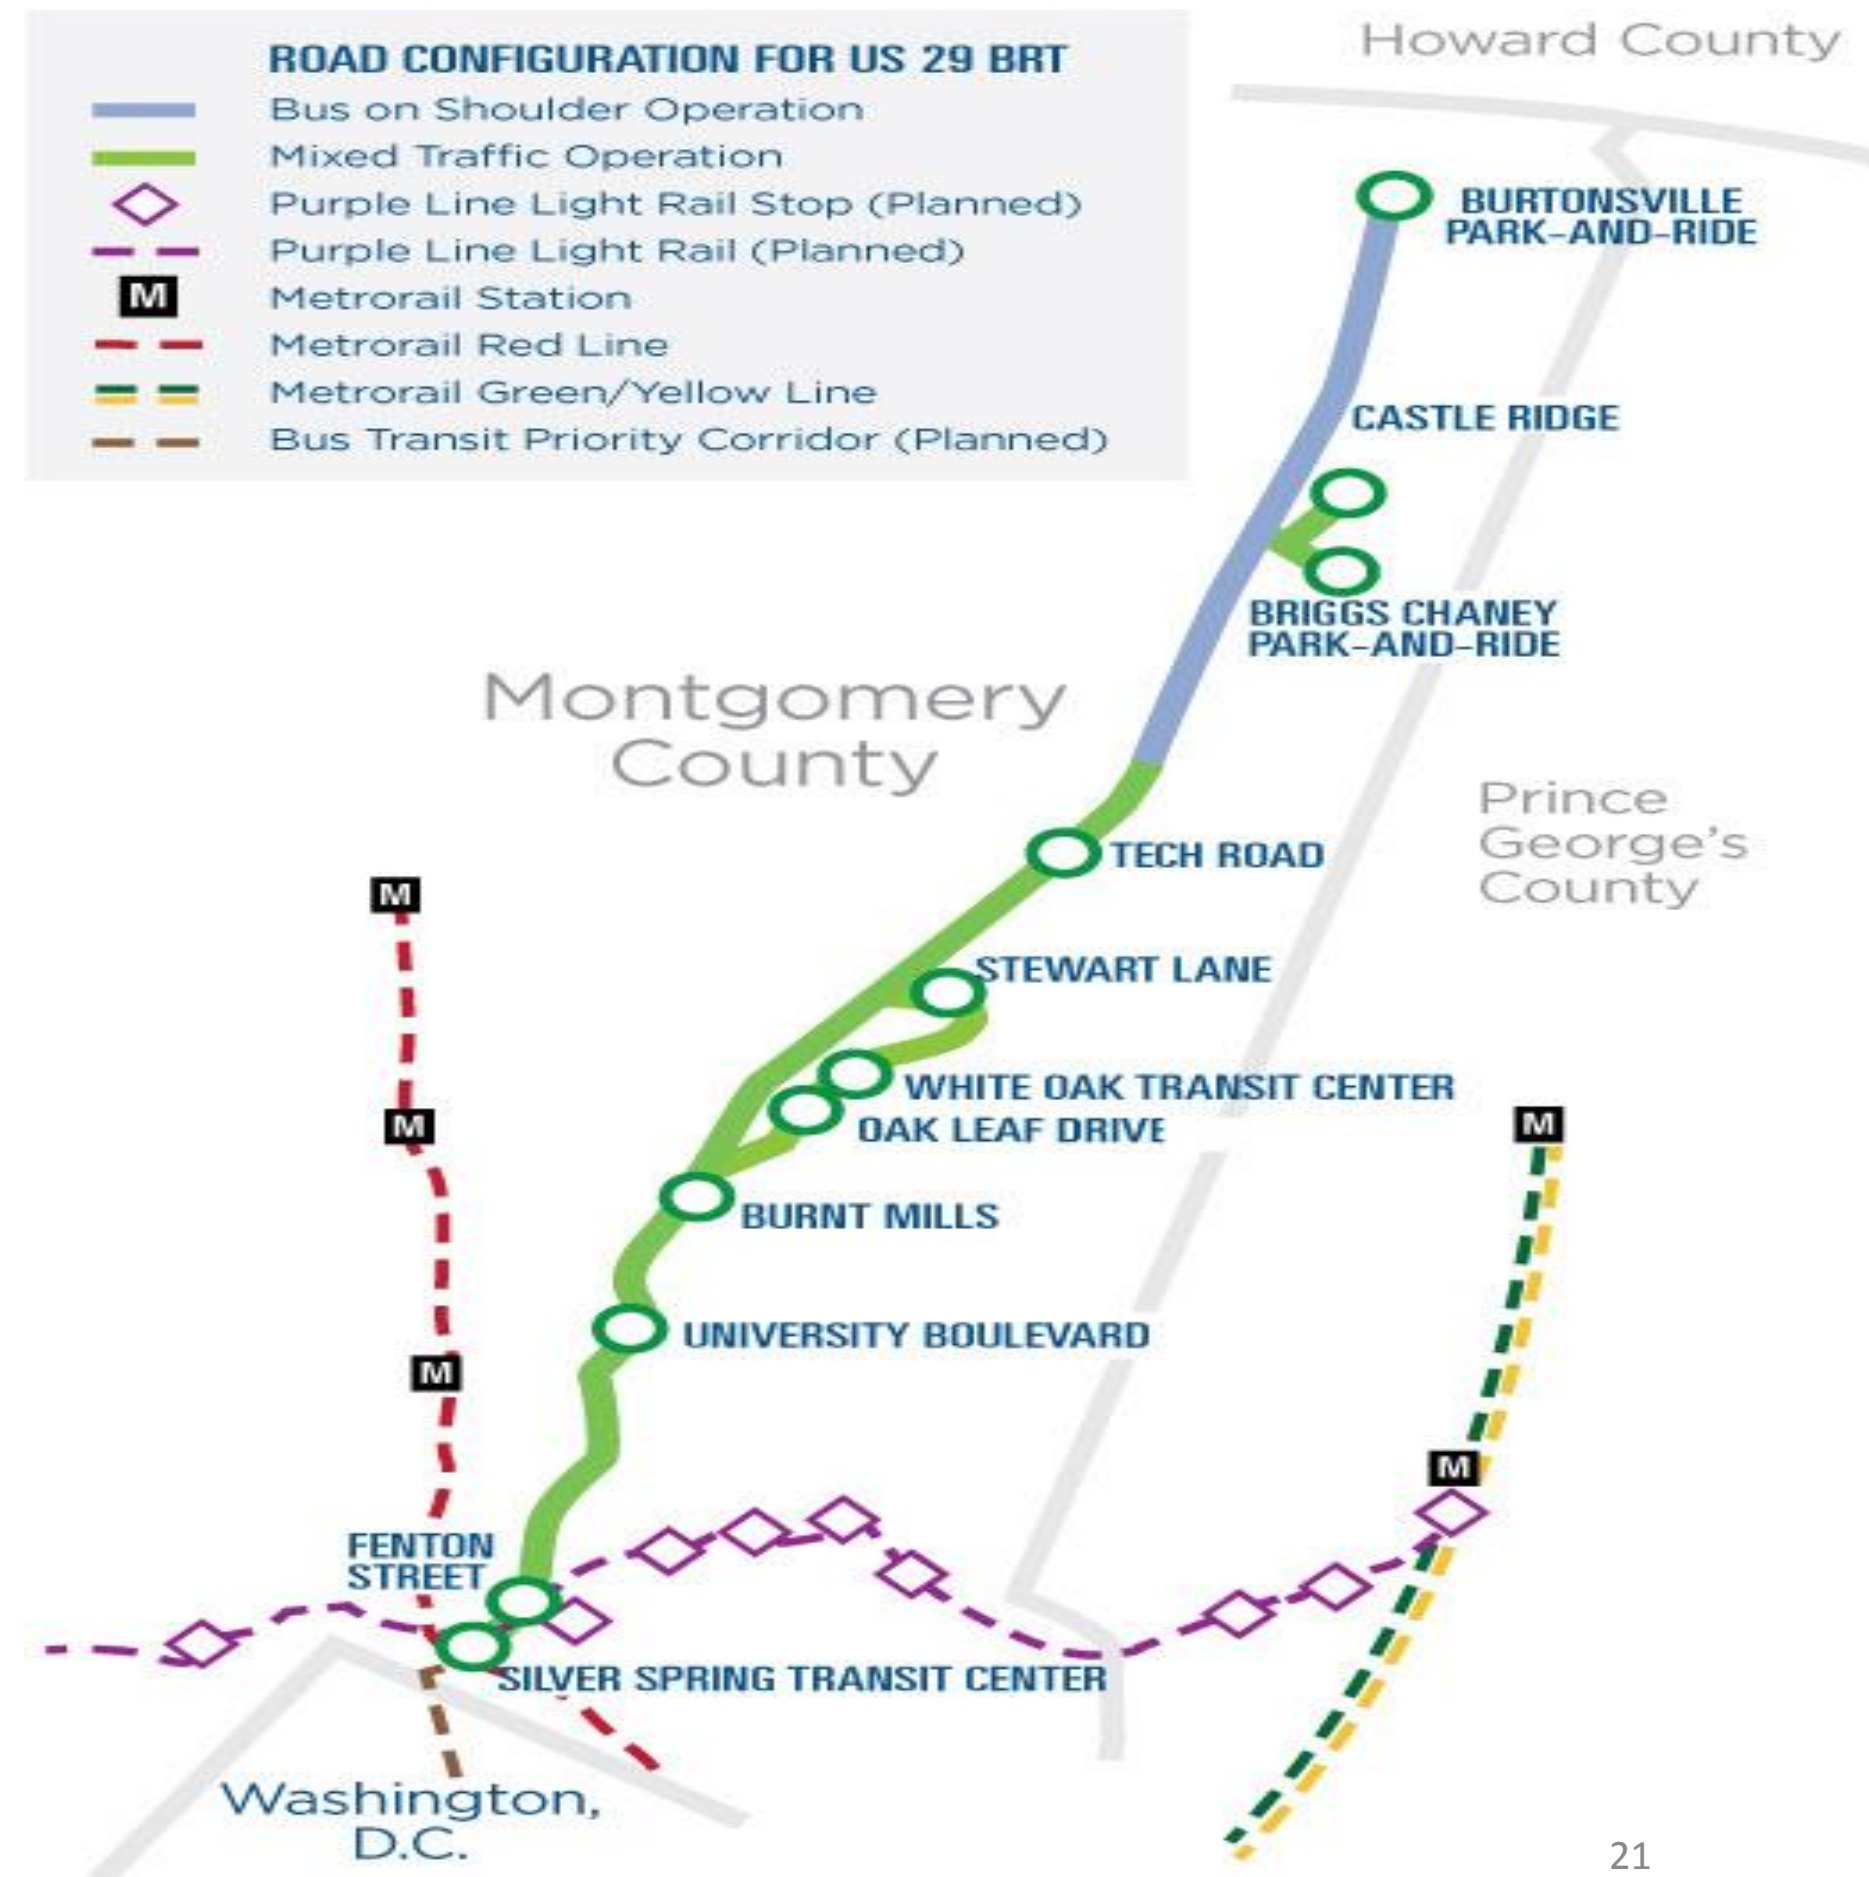 ROAD CONFIGURATION FOR US 29 BRT
Bus on Shoulder Operation
Mixed Traffic Operation
Purple Line Light Rail Stop (Planned)
Purple Line Light Rail (Planned)
M Metrorail Station
Metrorail Red Line
Metrorail Green/Yellow Line
Bus Transit Priority Corridor (Planned)
Howard County
BURTONSVILLE
PARK-AND-RIDE
CASTLE RIDGE
BRIGGS CHANEY
PARK-AND-RIDE
Montgomery
County
Prince
George's
County
TECH ROAD
M
STEWART LANE
WHITE OAK TRANSIT CENTER
M
M
OAK LEAF DRIVE
BURNT MILLS
UNIVERSITY BOULEVARD
M
M
FENTON
STREET
SILVER SPRING TRANSIT CENTER
Washington,
D.C.
21